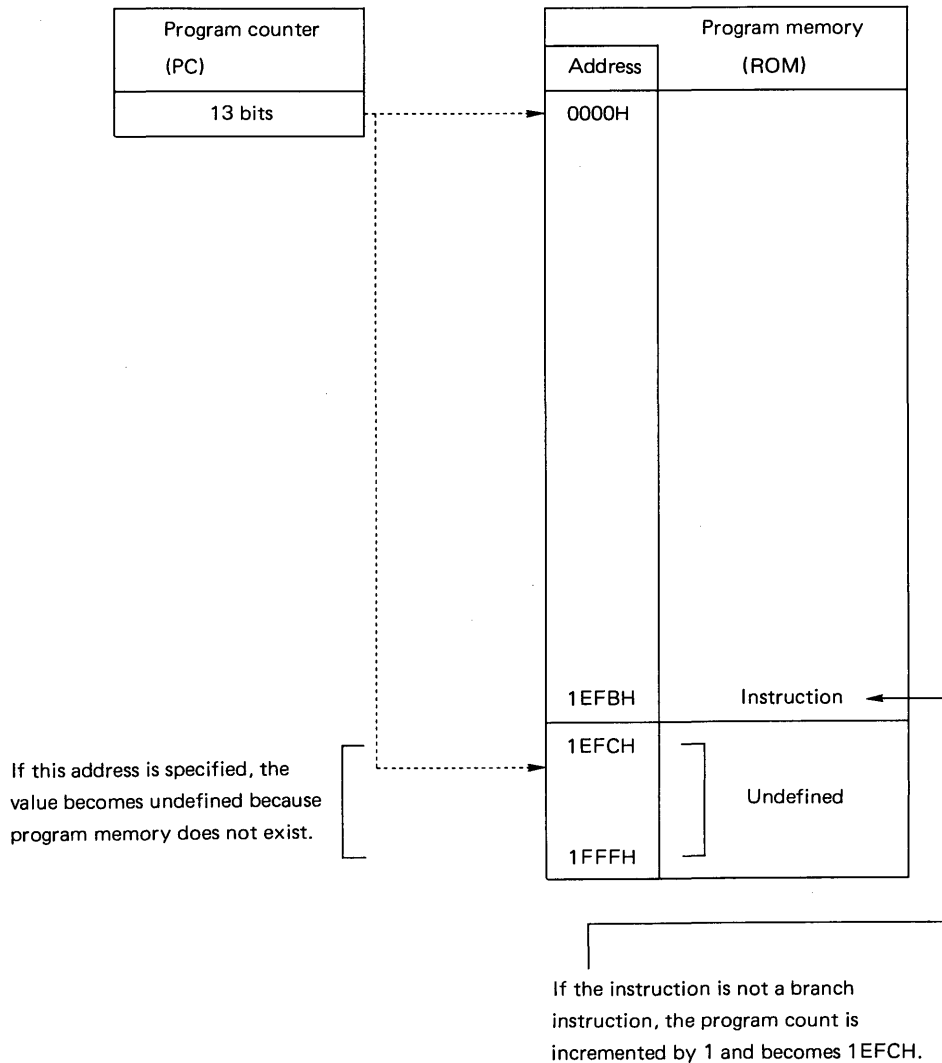 Program counter
(PC)
13 bits
Program memory
(ROM)
Address
0000H
1EFBH
Instruction
1EFCH
Undefined
1FFFH
If this address is specified, the
value becomes undefined because
program memory does not exist.
If the instruction is not a branch
instruction, the program count is
incremented by 1 and becomes 1EFCH.